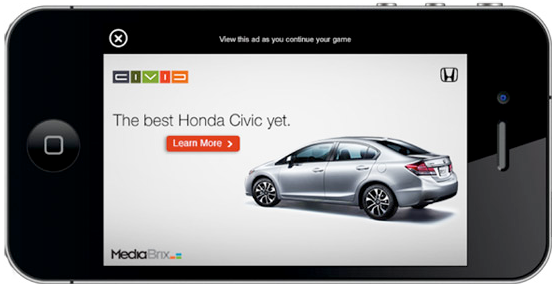 View this ad as you continue your game
CIVIC
The best Honda Civic yet.
Learn More >
MediaBrix